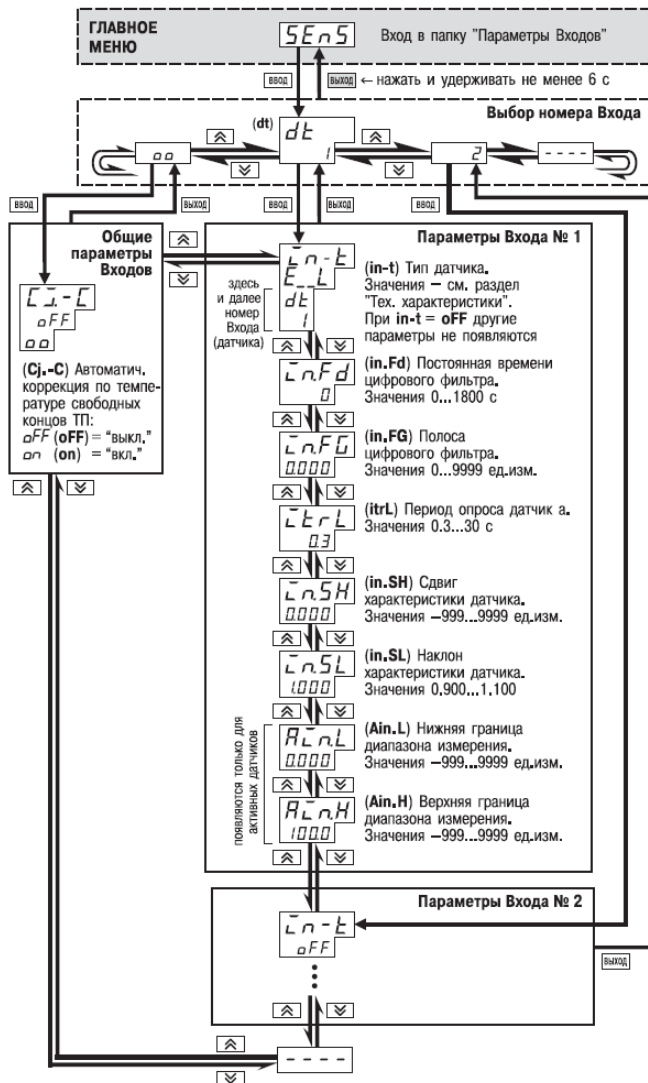 ГЛАВНОЕ
МЕНЮ
SEnS
Вход в папку "Параметры Входов"
ввод
выход
← нажать и удерживать не менее 6 с
Выбор номера Входа
(dt)
dt
1
oo
2
- - - -
ввод
выход
ввод
выход
ввод
Общие
параметры
Входов
Cj.-C
oFF
oo
(Cj.-C) Автоматич.
коррекция по темпе-
ратуре свободных
концов ТП:
oFF (oFF) = "выкл."
on (on) = "вкл."
Параметры Входа № 1
in-t
E__L
dt
1
здесь
и далее
номер
Входа
(датчика)
(in-t) Тип датчика.
Значения – см. раздел
"Тех. характеристики".
При in-t = oFF другие
параметры не появляются
in.Fd
0
(in.Fd) Постоянная времени
цифрового фильтра.
Значения 0...1800 с
in.FG
0.000
(in.FG) Полоса
цифрового фильтра.
Значения 0...9999 ед.изм.
itrL
0.3
(itrL) Период опроса датчик а.
Значения 0.3...30 с
in.SH
0.000
(in.SH) Сдвиг
характеристики датчика.
Значения –999...9999 ед.изм.
in.SL
1.000
(in.SL) Наклон
характеристики датчика.
Значения 0,900...1,100
появляются только для
активных датчиков
Ain.L
0.000
(Ain.L) Нижняя граница
диапазона измерения.
Значения –999...9999 ед.изм.
Ain.H
100.0
(Ain.H) Верхняя граница
диапазона измерения.
Значения –999...9999 ед.изм.
Параметры Входа № 2
in-t
oFF
выход
- - - -